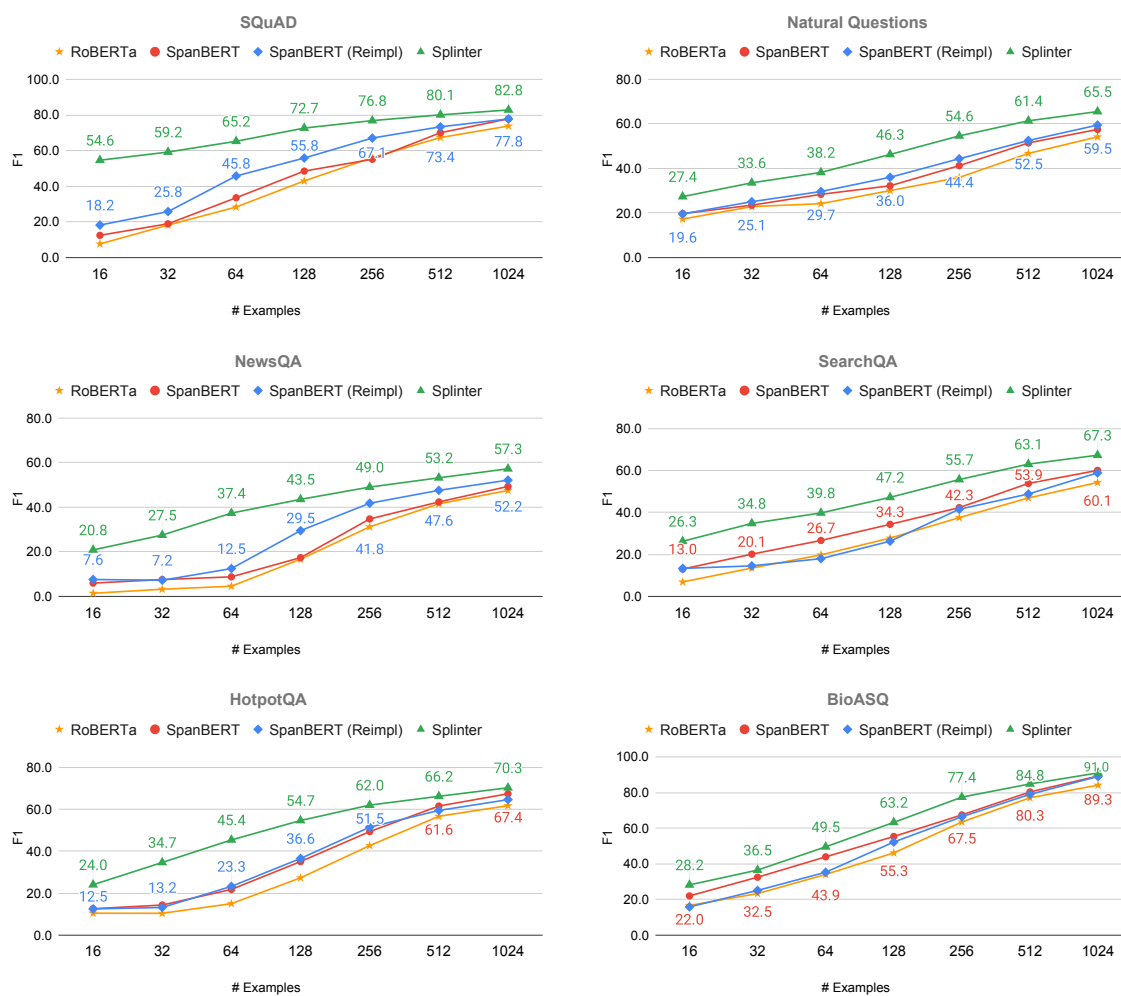 SQuAD
RoBERTa SpanBERT SpanBERT (Reimpl) Splinter
100.0
80.0
60.0
40.0
20.0
0.0
F1
54.6 59.2 65.2 72.7 76.8 80.1 82.8
18.2 25.8 45.8 55.8 67.1 73.4 77.8
16 32 64 128 256 512 1024
# Examples
Natural Questions
RoBERTa SpanBERT SpanBERT (Reimpl) Splinter
80.0
60.0
40.0
20.0
0.0
F1
27.4 33.6 38.2 46.3 54.6 61.4 65.5
19.6 25.1 29.7 36.0 44.4 52.5 59.5
16 32 64 128 256 512 1024
# Examples
NewsQA
RoBERTa SpanBERT SpanBERT (Reimpl) Splinter
80.0
60.0
40.0
20.0
0.0
F1
20.8 27.5 37.4 43.5 49.0 53.2 57.3
7.6 7.2 12.5 29.5 41.8 47.6 52.2
16 32 64 128 256 512 1024
# Examples
SearchQA
RoBERTa SpanBERT SpanBERT (Reimpl) Splinter
80.0
60.0
40.0
20.0
0.0
F1
26.3 34.8 39.8 47.2 55.7 63.1 67.3
13.0 20.1 26.7 34.3 42.3 53.9 60.1
16 32 64 128 256 512 1024
# Examples
HotpotQA
RoBERTa SpanBERT SpanBERT (Reimpl) Splinter
80.0
60.0
40.0
20.0
0.0
F1
24.0 34.7 45.4 54.7 62.0 66.2 70.3
12.5 13.2 23.3 36.6 51.5 61.6 67.4
16 32 64 128 256 512 1024
# Examples
BioASQ
RoBERTa SpanBERT SpanBERT (Reimpl) Splinter
100.0
80.0
60.0
40.0
20.0
0.0
F1
28.2 36.5 49.5 63.2 77.4 84.8 91.0
22.0 32.5 43.9 55.3 67.5 80.3 89.3
16 32 64 128 256 512 1024
# Examples